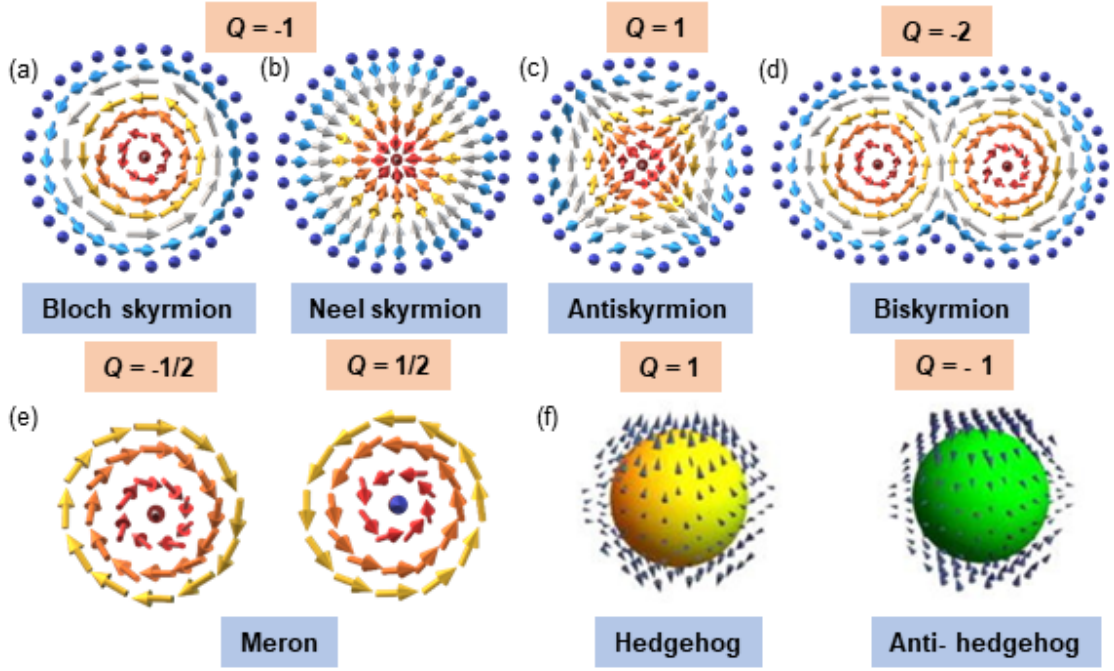 Q = -1
Q = 1
Q = -2
(a)
(b)
(c)
(d)
Bloch skyrmion
Neel skyrmion
Antiskyrmion
Biskyrmion
Q = -1/2
Q = 1/2
Q = 1
Q = - 1
(e)
(f)
Meron
Hedgehog
Anti- hedgehog